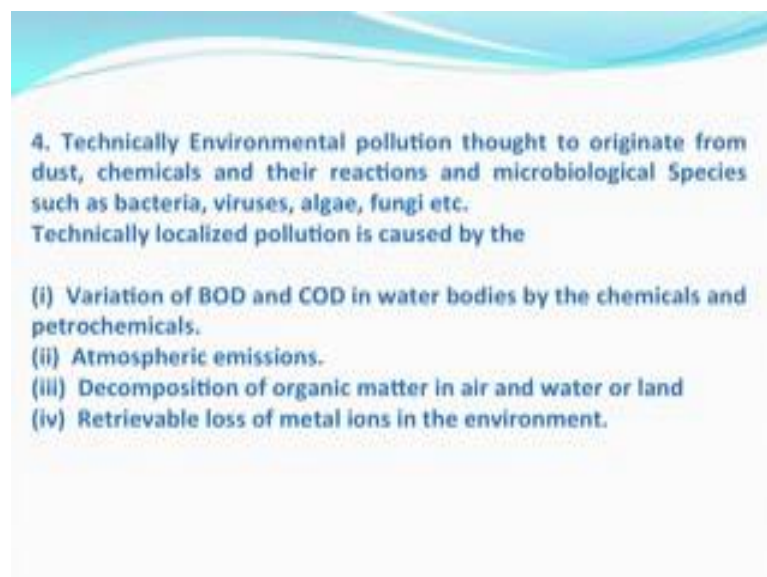 4. Technically Environmental pollution thought to originate from
dust, chemicals and their reactions and microbiological Species
such as bacteria, viruses, algae, fungi etc.
Technically localized pollution is caused by the
(i) Variation of BOD and COD in water bodies by the chemicals and
petrochemicals.
(ii) Atmospheric emissions.
(iii) Decomposition of organic matter in air and water or land
(iv) Retrievable loss of metal ions in the environment.